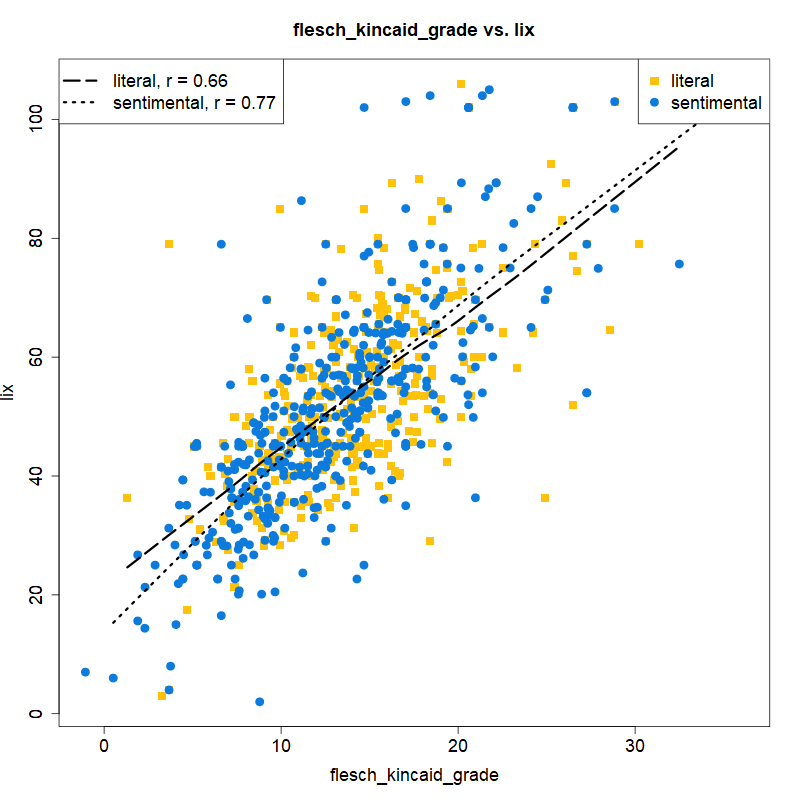 flesch_kincaid_grade vs. lix
literal, r = 0.66
sentimental, r = 0.77
literal
sentimental
100
80
60
40
20
0
lix
0 10 20 30
flesch_kincaid_grade